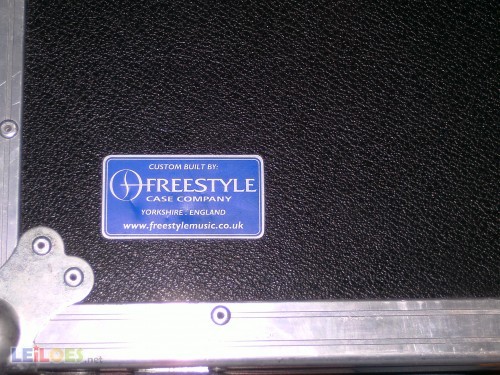 CUSTOM BUILT BY:
FREESTYLE
CASE COMPANY
YORKSHIRE . ENGLAND
www.freestylemusic.co.uk
LEiLOES.net